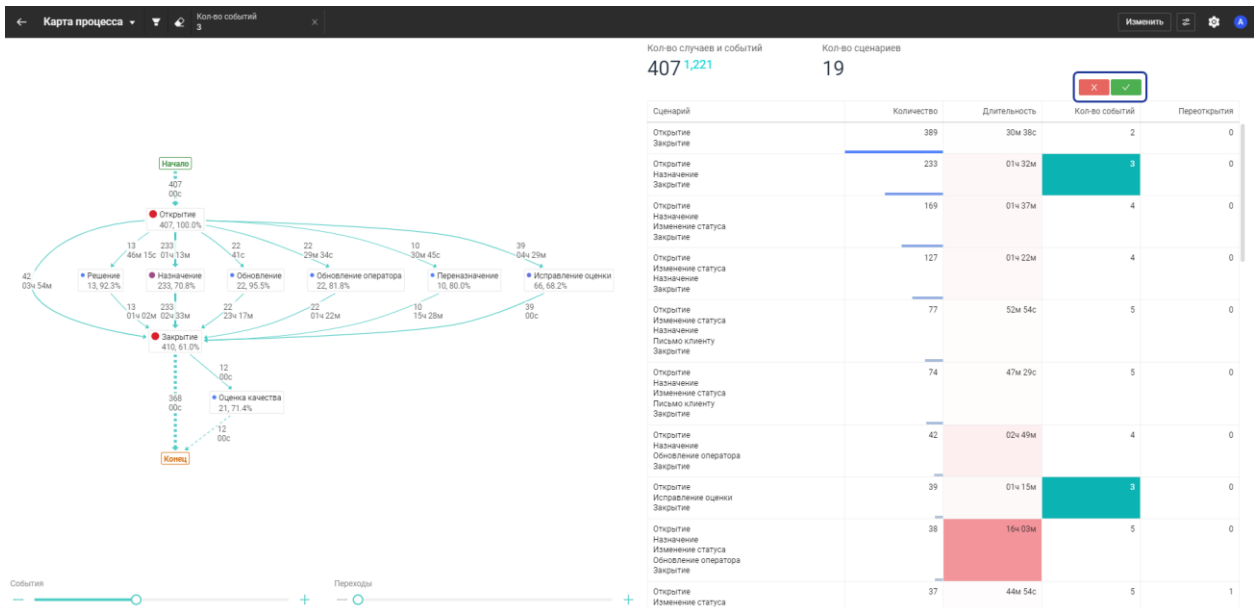 Карта процесса
Кол-во событий
3
Изменить
A
Кол-во случаев и событий
407 1,221
Кол-во сценариев
19
Начало
407
00с
Открытие
407, 100.0%
13
46м 15с
233
01ч 13м
22
41с
22
29м 34с
10
30м 45с
39
04ч 29м
42
03ч 54м
Решение
13, 92.3%
Назначение
233, 70.8%
Обновление
22, 95.5%
Обновление оператора
22, 81.8%
Переназначение
10, 80.0%
Исправление оценки
66, 68.2%
13
01ч 02м
233
02ч 33м
22
23ч 17м
22
01ч 22м
10
15ч 28м
39
00с
Закрытие
410, 61.0%
12
00с
368
00с
Оценка качества
21, 71.4%
12
00с
Конец
События
Переходы
Сценарий Количество Длительность Кол-во событий Переоткрытия
Открытие 389 30м 38с 2 0
Закрытие
Открытие 233 01ч 32м 3 0
Назначение
Закрытие
Открытие 169 01ч 37м 4 0
Назначение
Изменение статуса
Закрытие
Открытие 127 01ч 22м 4 0
Изменение статуса
Назначение
Закрытие
Открытие 77 52м 54с 5 0
Изменение статуса
Назначение
Письмо клиенту
Закрытие
Открытие 74 47м 29с 5 0
Назначение
Изменение статуса
Письмо клиенту
Закрытие
Открытие 42 02ч 49м 4 0
Назначение
Обновление оператора
Закрытие
Открытие 39 01ч 15м 3 0
Исправление оценки
Закрытие
Открытие 38 16ч 03м 5 0
Назначение
Изменение статуса
Обновление оператора
Закрытие
Открытие 37 44м 54с 5 1
Изменение статуса